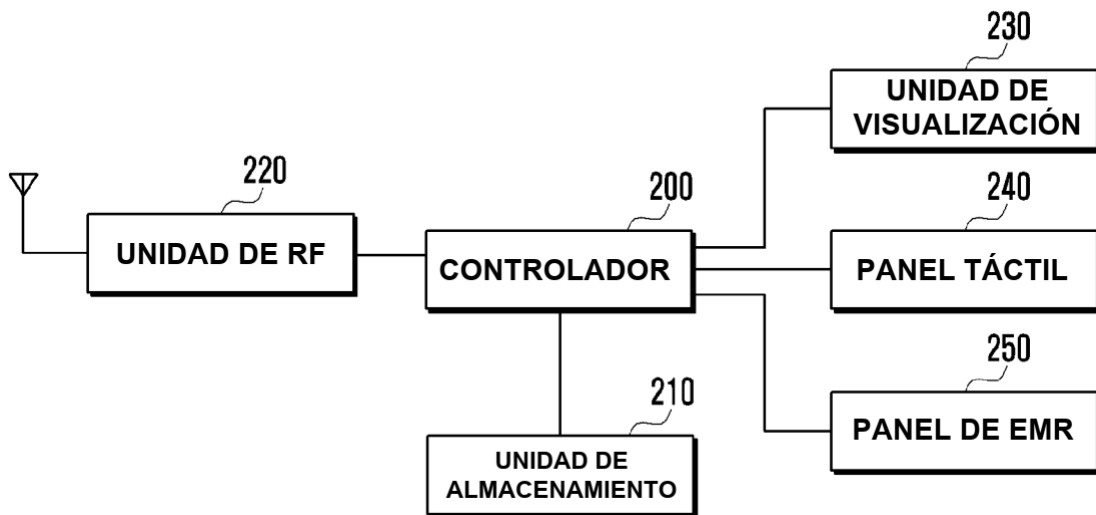 230
UNIDAD DE
VISUALIZACIÓN
220
UNIDAD DE RF
200
CONTROLADOR
240
PANEL TÁCTIL
250
PANEL DE EMR
210
UNIDAD DE
ALMACENAMIENTO